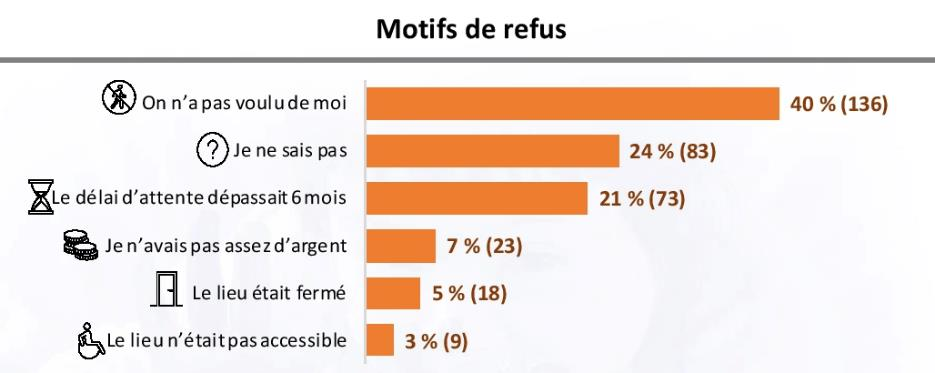 Motifs de refus
On n'a pas voulu de moi 40 % (136)
? Je ne sais pas 24 % (83)
Le délai d'attente dépassait 6 mois 21 % (73)
Je n'avais pas assez d'argent 7 % (23)
Le lieu était fermé 5 % (18)
Le lieu n'était pas accessible 3 % (9)